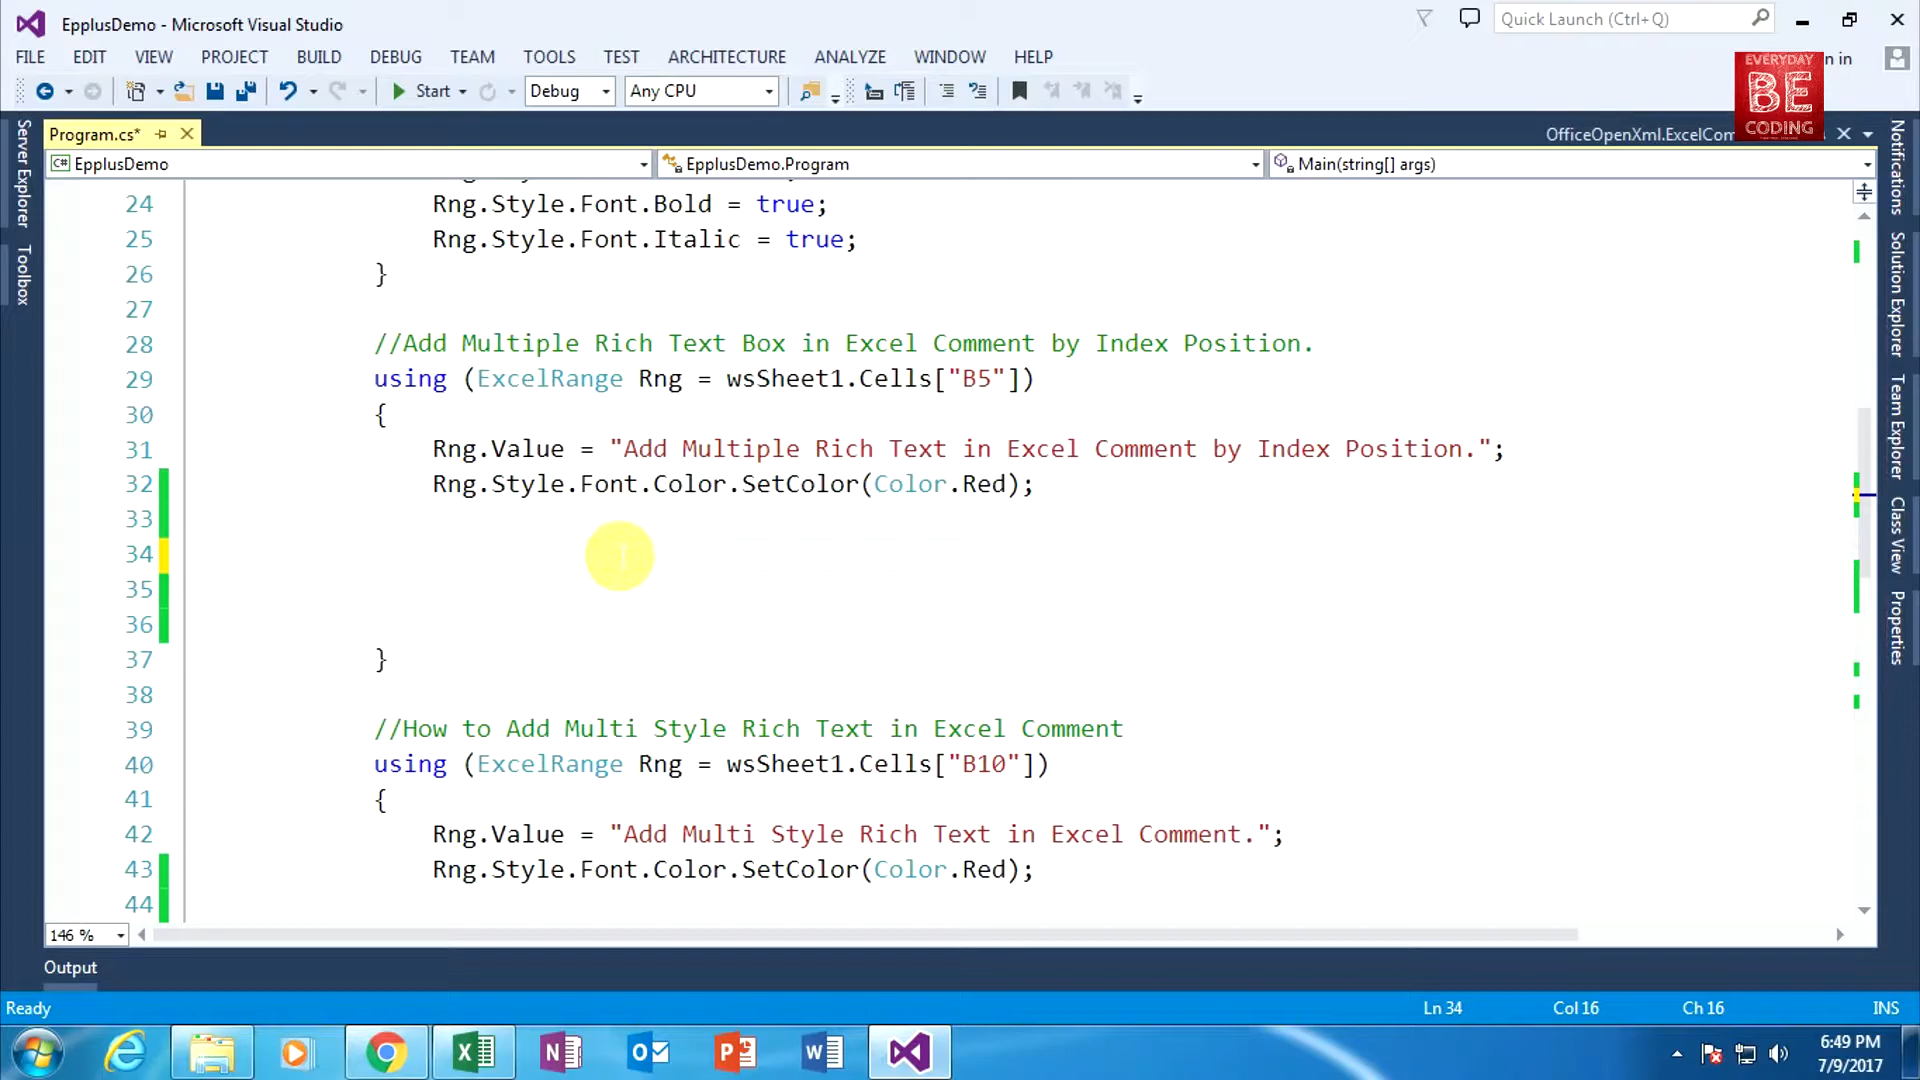 EpplusDemo - Microsoft Visual Studio
Quick Launch (Ctrl+Q)
FILE EDIT VIEW PROJECT BUILD DEBUG TEAM TOOLS TEST ARCHITECTURE ANALYZE WINDOW HELP
n in
Start Debug Any CPU
EVERYDAY
BE
CODING
Program.cs*
OfficeOpenXml.ExcelCom
EpplusDemo
EpplusDemo.Program
Main(string[] args)
Server Explorer
Toolbox
Notifications
Solution Explorer
Team Explorer
Class View
Properties
24 Rng.Style.Font.Bold = true;
25 Rng.Style.Font.Italic = true;
26 }
27
28 //Add Multiple Rich Text Box in Excel Comment by Index Position.
29 using (ExcelRange Rng = wsSheet1.Cells["B5"])
30 {
31 Rng.Value = "Add Multiple Rich Text in Excel Comment by Index Position.";
32 Rng.Style.Font.Color.SetColor(Color.Red);
33
34
35
36
37 }
38
39 //How to Add Multi Style Rich Text in Excel Comment
40 using (ExcelRange Rng = wsSheet1.Cells["B10"])
41 {
42 Rng.Value = "Add Multi Style Rich Text in Excel Comment.";
43 Rng.Style.Font.Color.SetColor(Color.Red);
44
146 %
Output
Ready
Ln 34 Col 16 Ch 16 INS
6:49 PM
7/9/2017